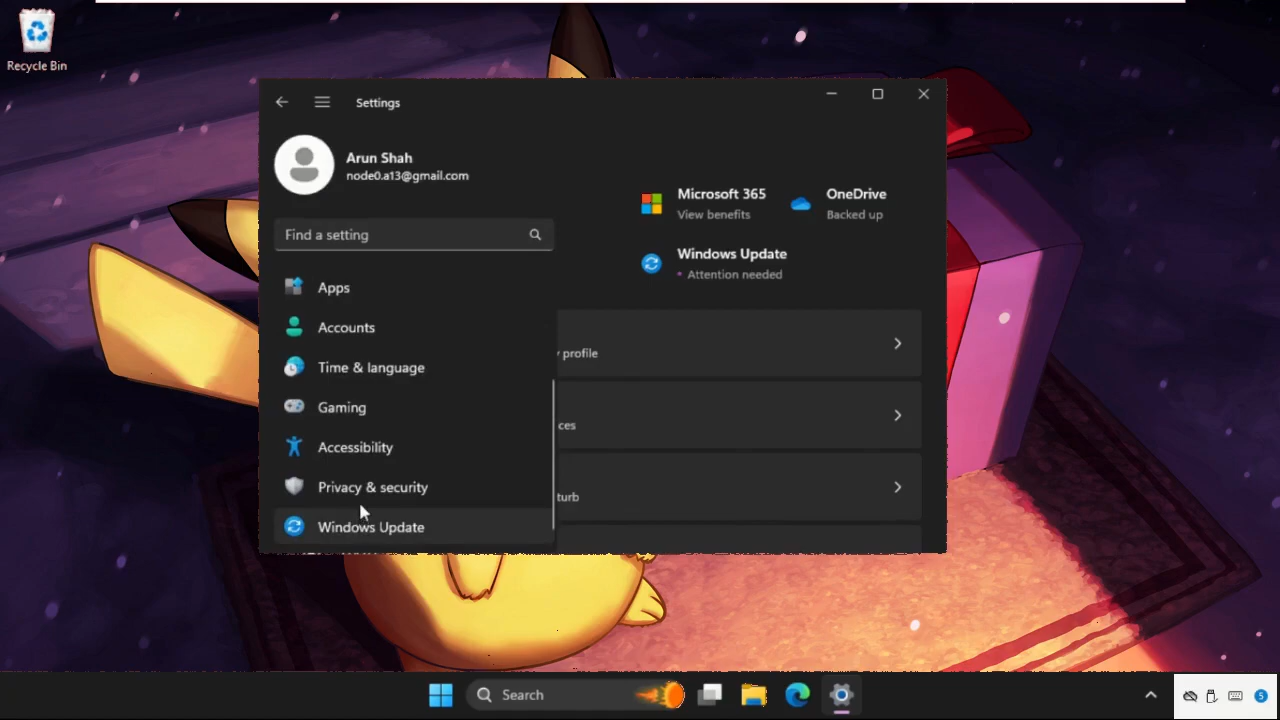 Recycle Bin
Settings
Arun Shah
node0.a13@gmail.com
Find a setting
Apps
Accounts
Time & language
Gaming
Accessibility
Privacy & security
Windows Update
Microsoft 365
View benefits
OneDrive
Backed up
Windows Update
Attention needed
profile
ces
turb
Search
5